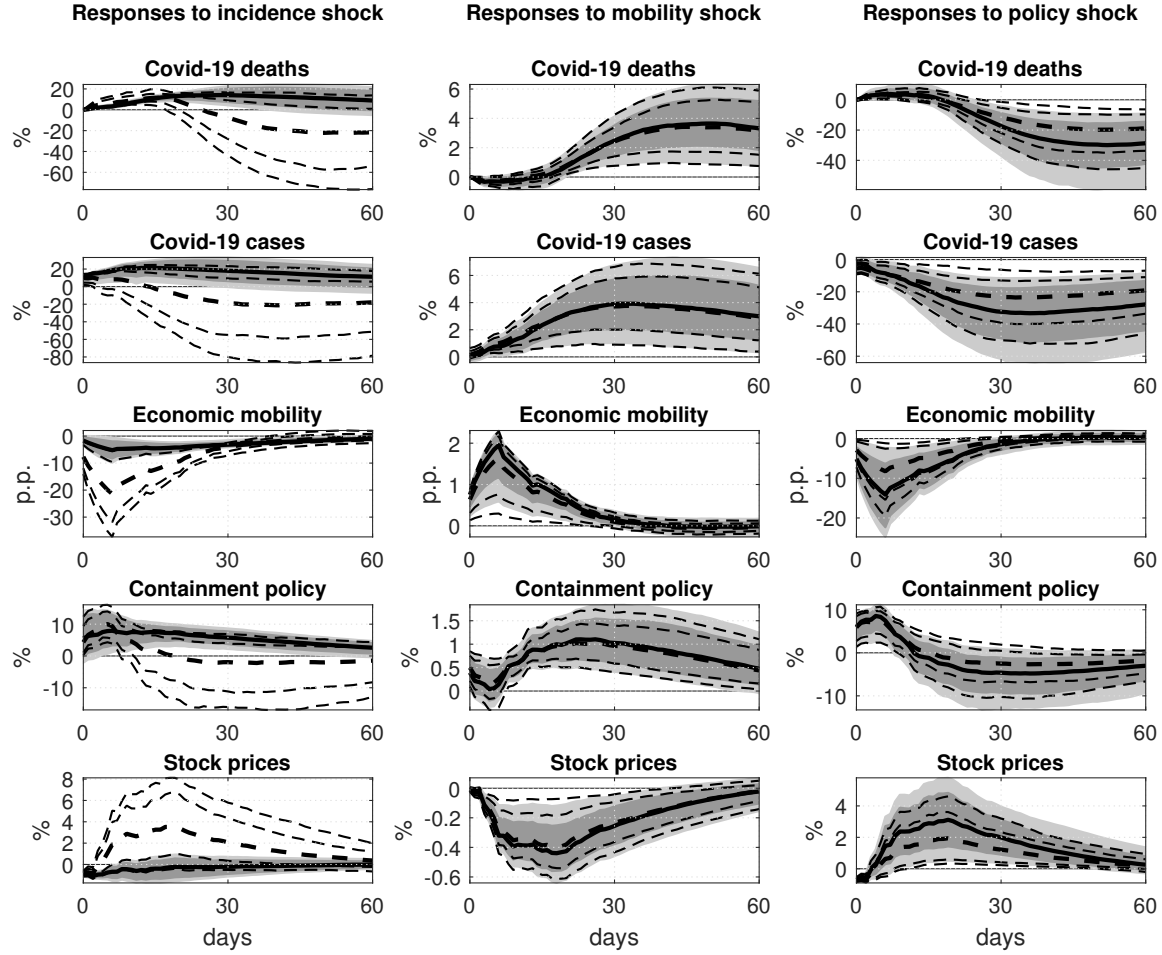 Responses to incidence shock Responses to mobility shock Responses to policy shock
Covid-19 deaths Covid-19 deaths Covid-19 deaths
% 20 0 -20 -40 -60 0 30 60
% 6 4 2 0 0 30 60
% 0 -20 -40 0 30 60
Covid-19 cases Covid-19 cases Covid-19 cases
% 20 0 -20 -40 -60 -80 0 30 60
% 6 4 2 0 0 30 60
% 0 -20 -40 -60 0 30 60
Economic mobility Economic mobility Economic mobility
p.p. 0 -10 -20 -30 0 30 60
p.p. 2 1 0 0 30 60
p.p. 0 -10 -20 0 30 60
Containment policy Containment policy Containment policy
% 10 0 -10 0 30 60
% 1.5 1 0.5 0 0 30 60
% 10 0 -10 0 30 60
Stock prices Stock prices Stock prices
% 8 6 4 2 0 0 30 60
% 0 -0.2 -0.4 -0.6 0 30 60
% 4 2 0 0 30 60
days days days